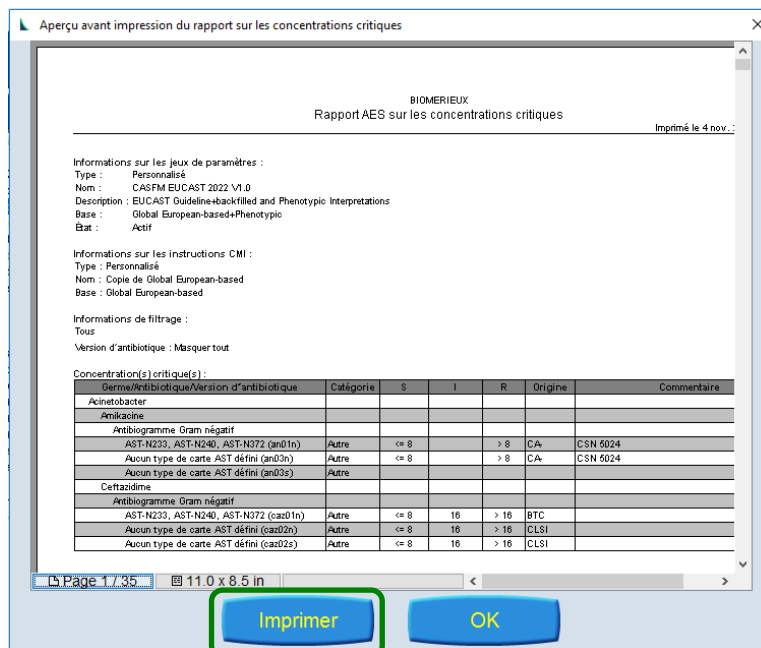 Aperçu avant impression du rapport sur les concentrations critiques
BIOMERIEUX
Rapport AES sur les concentrations critiques
Imprimé le 4 nov.
Informations sur les jeux de paramètres :
Type : Personnalisé
Nom : CASFM EUCAST 2022 V1.0
Description : EUCAST Guideline+backfilled and Phenotypic Interpretations
Base : Global European-based+Phenotypic
État : Actif
Informations sur les instructions CMI :
Type : Personnalisé
Nom : Copie de Global European-based
Base : Global European-based
Informations de filtrage :
Tous
Version d'antibiotique : Masquer tout
Concentration(s) critique(s) :
Germe/Antibiotique/Version d'antibiotique Catégorie S I R Origine Commentaire
Acinetobacter
Amikacine
Antibiogramme Gram négatif
AST-N233, AST-N240, AST-N372 (an01n) Autre <= 8 > 8 CA- CSN 5024
Aucun type de carte AST défini (an03n) Autre <= 8 > 8 CA- CSN 5024
Aucun type de carte AST défini (an03s) Autre
Ceftazidime
Antibiogramme Gram négatif
AST-N233, AST-N240, AST-N372 (caz01n) Autre <= 8 16 > 16 BTC
Aucun type de carte AST défini (caz02n) Autre <= 8 16 > 16 CLSI
Aucun type de carte AST défini (caz02s) Autre <= 8 16 > 16 CLSI
Page 1 / 35 11.0 x 8.5 in
Imprimer OK